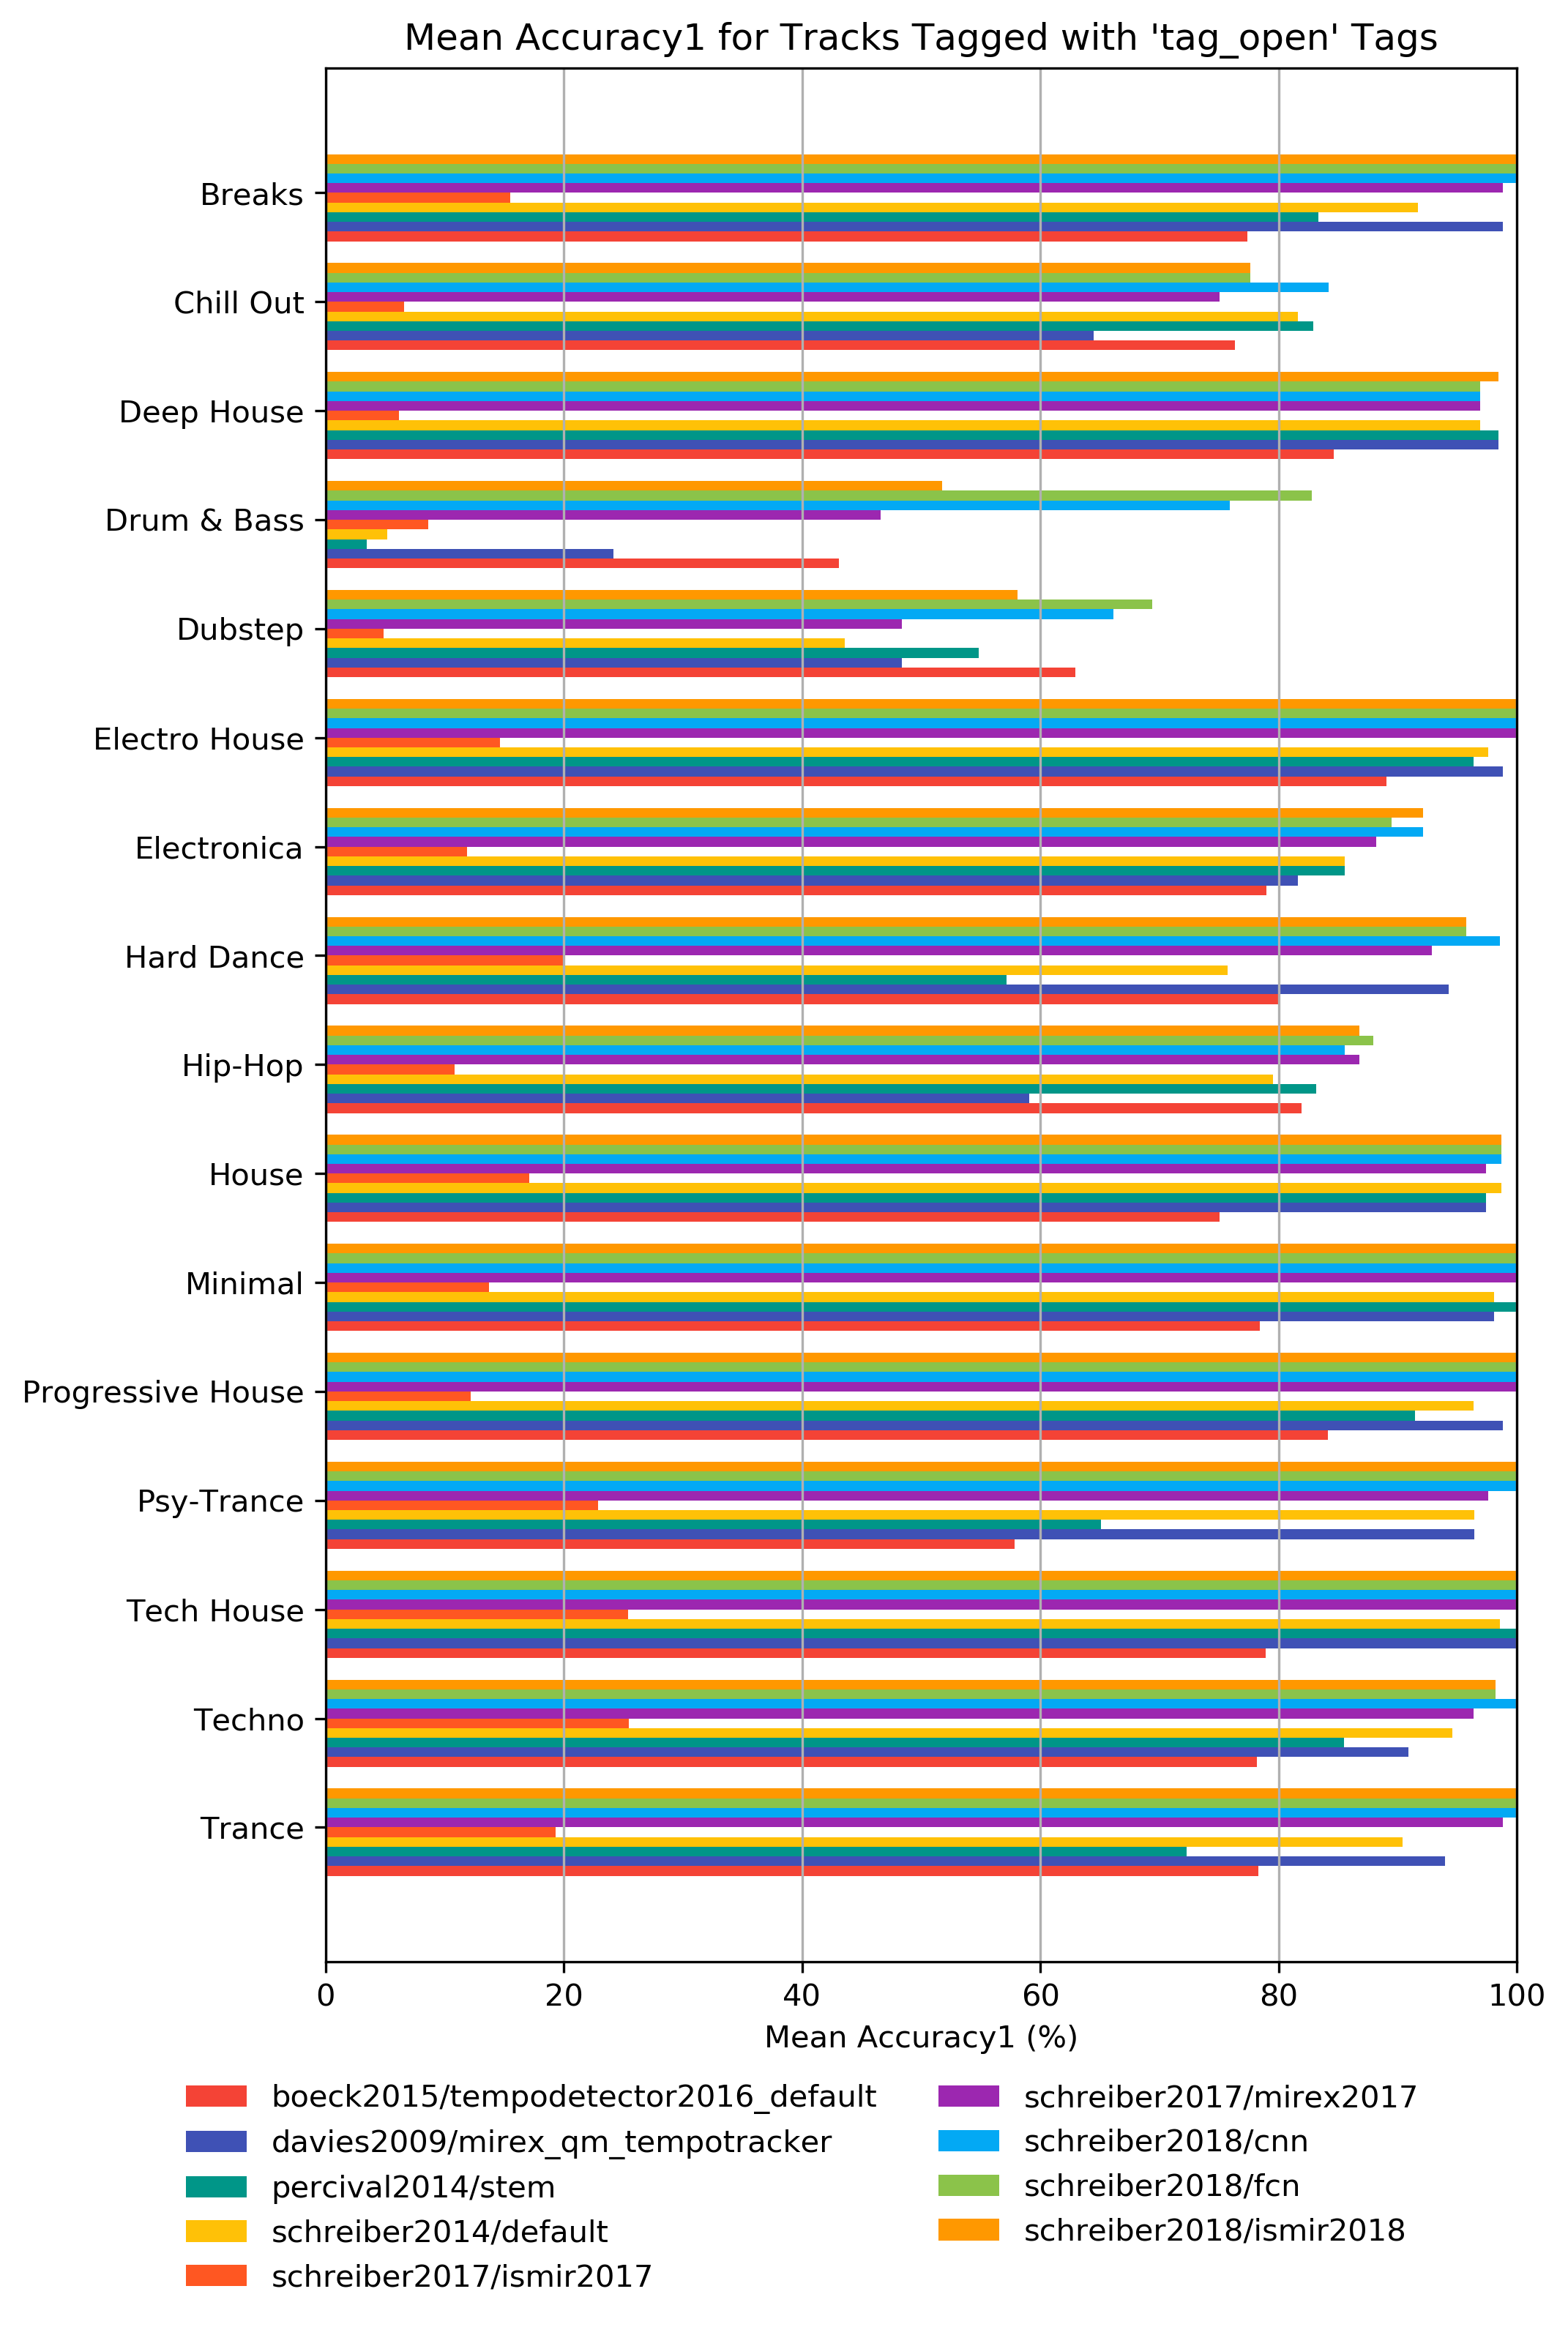 Mean Accuracy1 for Tracks Tagged with 'tag_open' Tags
Breaks
Chill Out
Deep House
Drum & Bass
Dubstep
Electro House
Electronica
Hard Dance
Hip-Hop
House
Minimal
Progressive House
Psy-Trance
Tech House
Techno
Trance
0 20 40 60 80 100
Mean Accuracy1 (%)
boeck2015/tempodetector2016_default
davies2009/mirex_qm_tempotracker
percival2014/stem
schreiber2014/default
schreiber2017/ismir2017
schreiber2017/mirex2017
schreiber2018/cnn
schreiber2018/fcn
schreiber2018/ismir2018